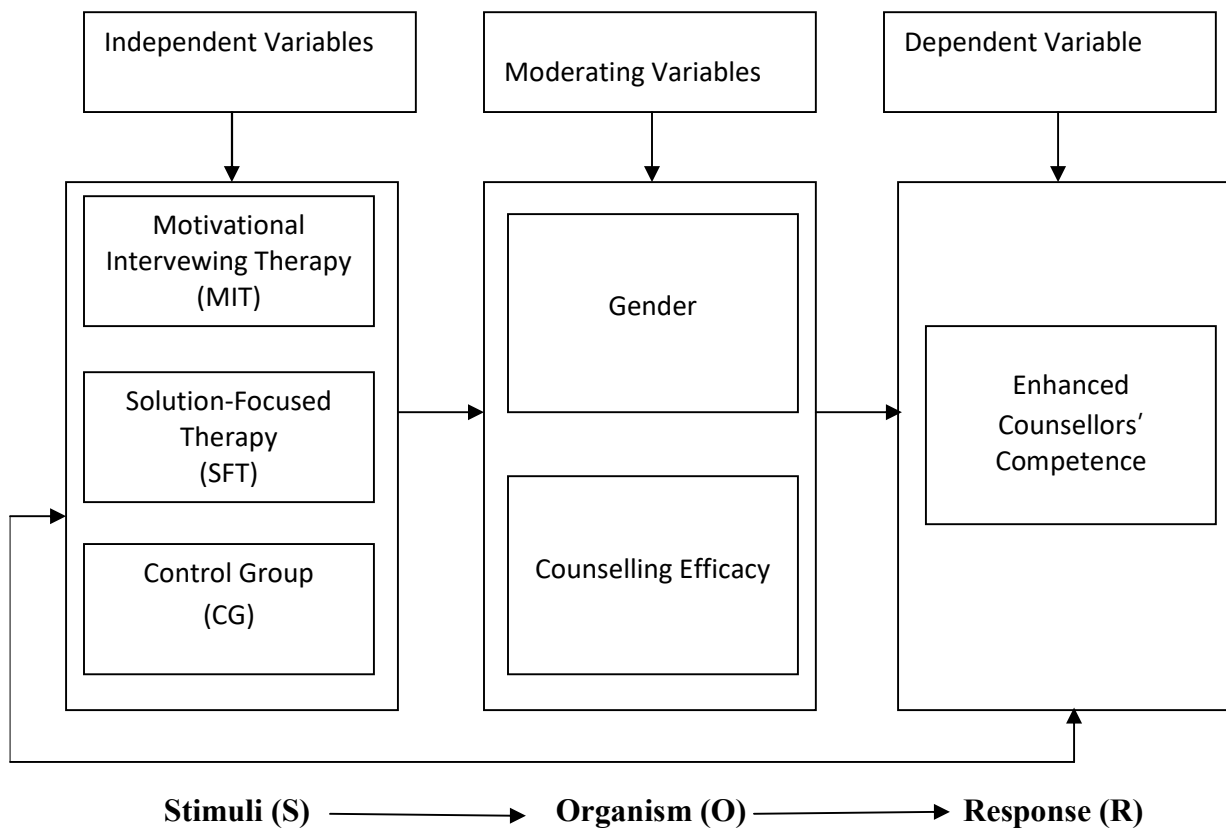 Independent Variables
Moderating Variables
Dependent Variable
Motivational
Intervewing Therapy
(MIT)
Solution-Focused
Therapy
(SFT)
Control Group
(CG)
Gender
Counselling Efficacy
Enhanced
Counsellors’
Competence
Stimuli (S)
Organism (O)
Response (R)